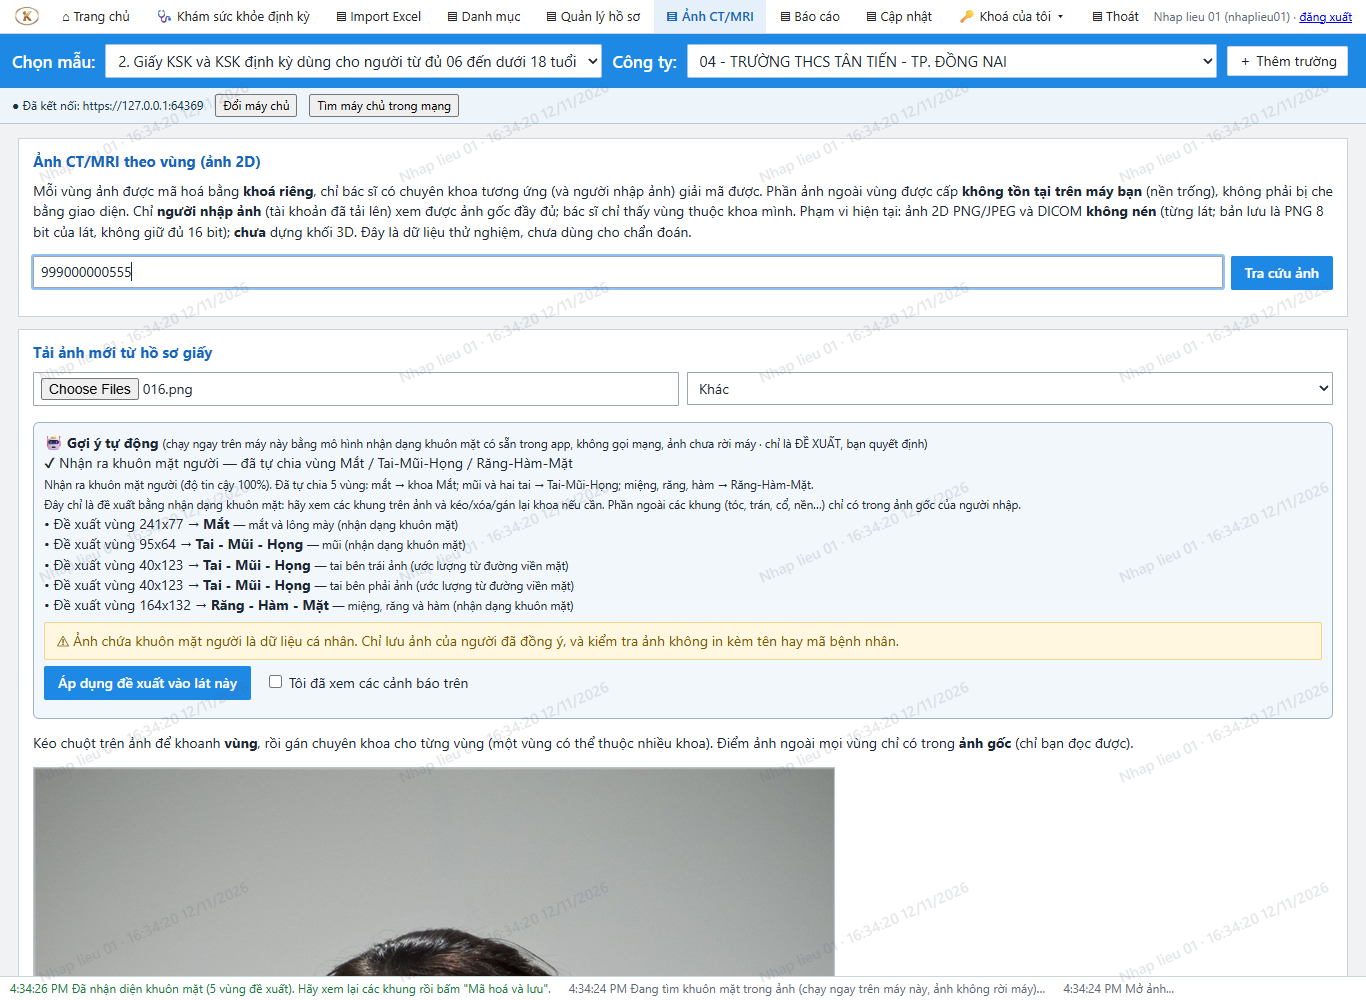 K Trang chủ Khám sức khỏe định kỳ Import Excel Danh mục Quản lý hồ sơ Ảnh CT/MRI Báo cáo Cập nhật Khoá của tôi Thoát Nhap lieu 01 (nhaplieu01) · đăng xuất
Chọn mẫu: 2. Giấy KSK và KSK định kỳ dùng cho người từ đủ 06 đến dưới 18 tuổi Công ty: 04 - TRƯỜNG THCS TÂN TIẾN - TP. ĐỒNG NAI + Thêm trường
● Đã kết nối: https://127.0.0.1:64369 Đổi máy chủ Tìm máy chủ trong mạng
Ảnh CT/MRI theo vùng (ảnh 2D)
Mỗi vùng ảnh được mã hoá bằng khoá riêng, chỉ bác sĩ có chuyên khoa tương ứng (và người nhập ảnh) giải mã được. Phần ảnh ngoài vùng được cấp không tồn tại trên máy bạn (nền trống), không phải bị che
bằng giao diện. Chỉ người nhập ảnh (tài khoản đã tải lên) xem được ảnh gốc đầy đủ; bác sĩ chỉ thấy vùng thuộc khoa mình. Phạm vi hiện tại: ảnh 2D PNG/JPEG và DICOM không nén (từng lát; bản lưu là PNG 8
bit của lát, không giữ đủ 16 bit); chưa dựng khối 3D. Đây là dữ liệu thử nghiệm, chưa dùng cho chẩn đoán.
999000000555 Tra cứu ảnh
Tải ảnh mới từ hồ sơ giấy
Choose Files 016.png Khác
Gợi ý tự động (chạy ngay trên máy này bằng mô hình nhận dạng khuôn mặt có sẵn trong app, không gọi mạng, ảnh chưa rời máy · chỉ là ĐỀ XUẤT, bạn quyết định)
✓ Nhận ra khuôn mặt người — đã tự chia vùng Mắt / Tai-Mũi-Họng / Răng-Hàm-Mặt
Nhận ra khuôn mặt người (độ tin cậy 100%). Đã tự chia 5 vùng: mắt → khoa Mắt; mũi và hai tai → Tai-Mũi-Họng; miệng, răng, hàm → Răng-Hàm-Mặt.
Đây chỉ là đề xuất bằng nhận dạng khuôn mặt: hãy xem các khung trên ảnh và kéo/xóa/gán lại khoa nếu cần. Phần ngoài các khung (tóc, trán, cổ, nền...) chỉ có trong ảnh gốc của người nhập.
• Đề xuất vùng 241x77 → Mắt — mắt và lông mày (nhận dạng khuôn mặt)
• Đề xuất vùng 95x64 → Tai - Mũi - Họng — mũi (nhận dạng khuôn mặt)
• Đề xuất vùng 40x123 → Tai - Mũi - Họng — tai bên trái ảnh (ước lượng từ đường viền mặt)
• Đề xuất vùng 40x123 → Tai - Mũi - Họng — tai bên phải ảnh (ước lượng từ đường viền mặt)
• Đề xuất vùng 164x132 → Răng - Hàm - Mặt — miệng, răng và hàm (nhận dạng khuôn mặt)
⚠ Ảnh chứa khuôn mặt người là dữ liệu cá nhân. Chỉ lưu ảnh của người đã đồng ý, và kiểm tra ảnh không in kèm tên hay mã bệnh nhân.
Áp dụng đề xuất vào lát này Tôi đã xem các cảnh báo trên
Kéo chuột trên ảnh để khoanh vùng, rồi gán chuyên khoa cho từng vùng (một vùng có thể thuộc nhiều khoa). Điểm ảnh ngoài mọi vùng chỉ có trong ảnh gốc (chỉ bạn đọc được).
Nhap lieu 01 · 16:34:20 12/11/2026
4:34:26 PM Đã nhận diện khuôn mặt (5 vùng đề xuất). Hãy xem lại các khung rồi bấm "Mã hoá và lưu". 4:34:24 PM Đang tìm khuôn mặt trong ảnh (chạy ngay trên máy này, ảnh không rời máy)... 4:34:24 PM Mở ảnh...